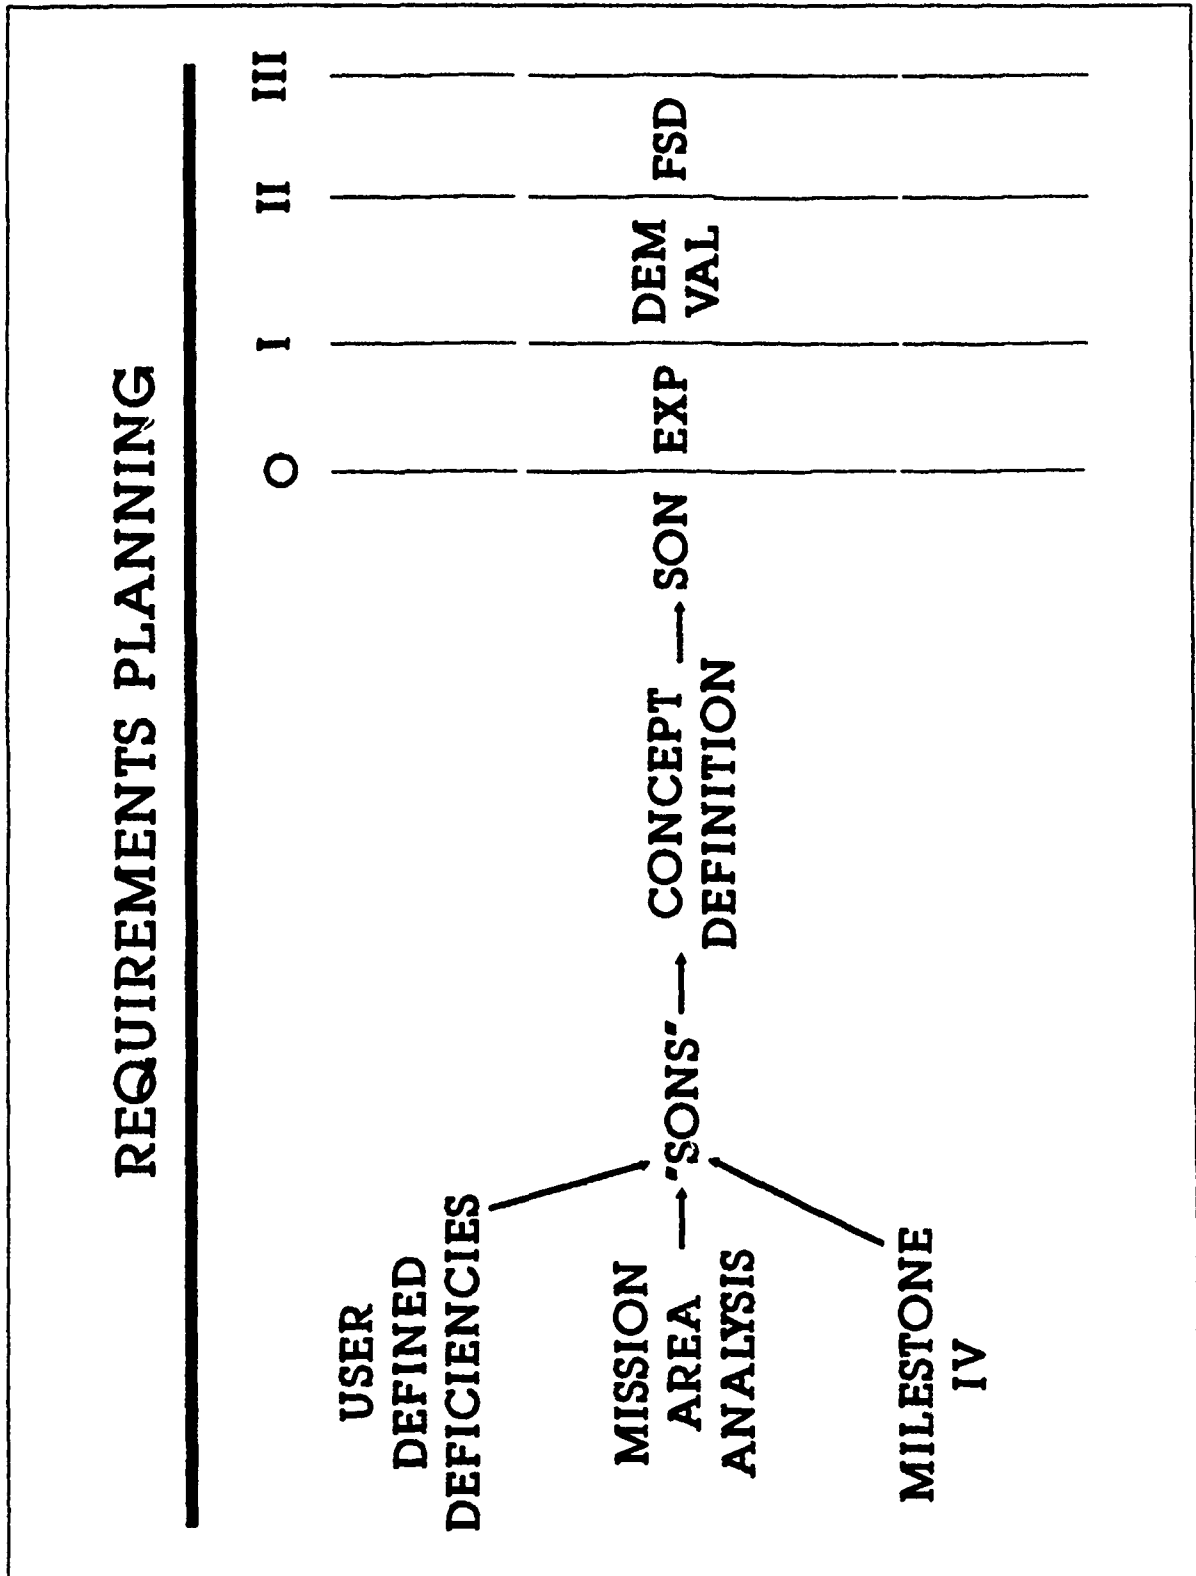 REQUIREMENTS PLANNING
O I II III
USER
DEFINED
DEFICIENCIES
MISSION
AREA
ANALYSIS
"SONS"
CONCEPT
DEFINITION
SON
EXP
DEM
VAL
FSD
MILESTONE
IV